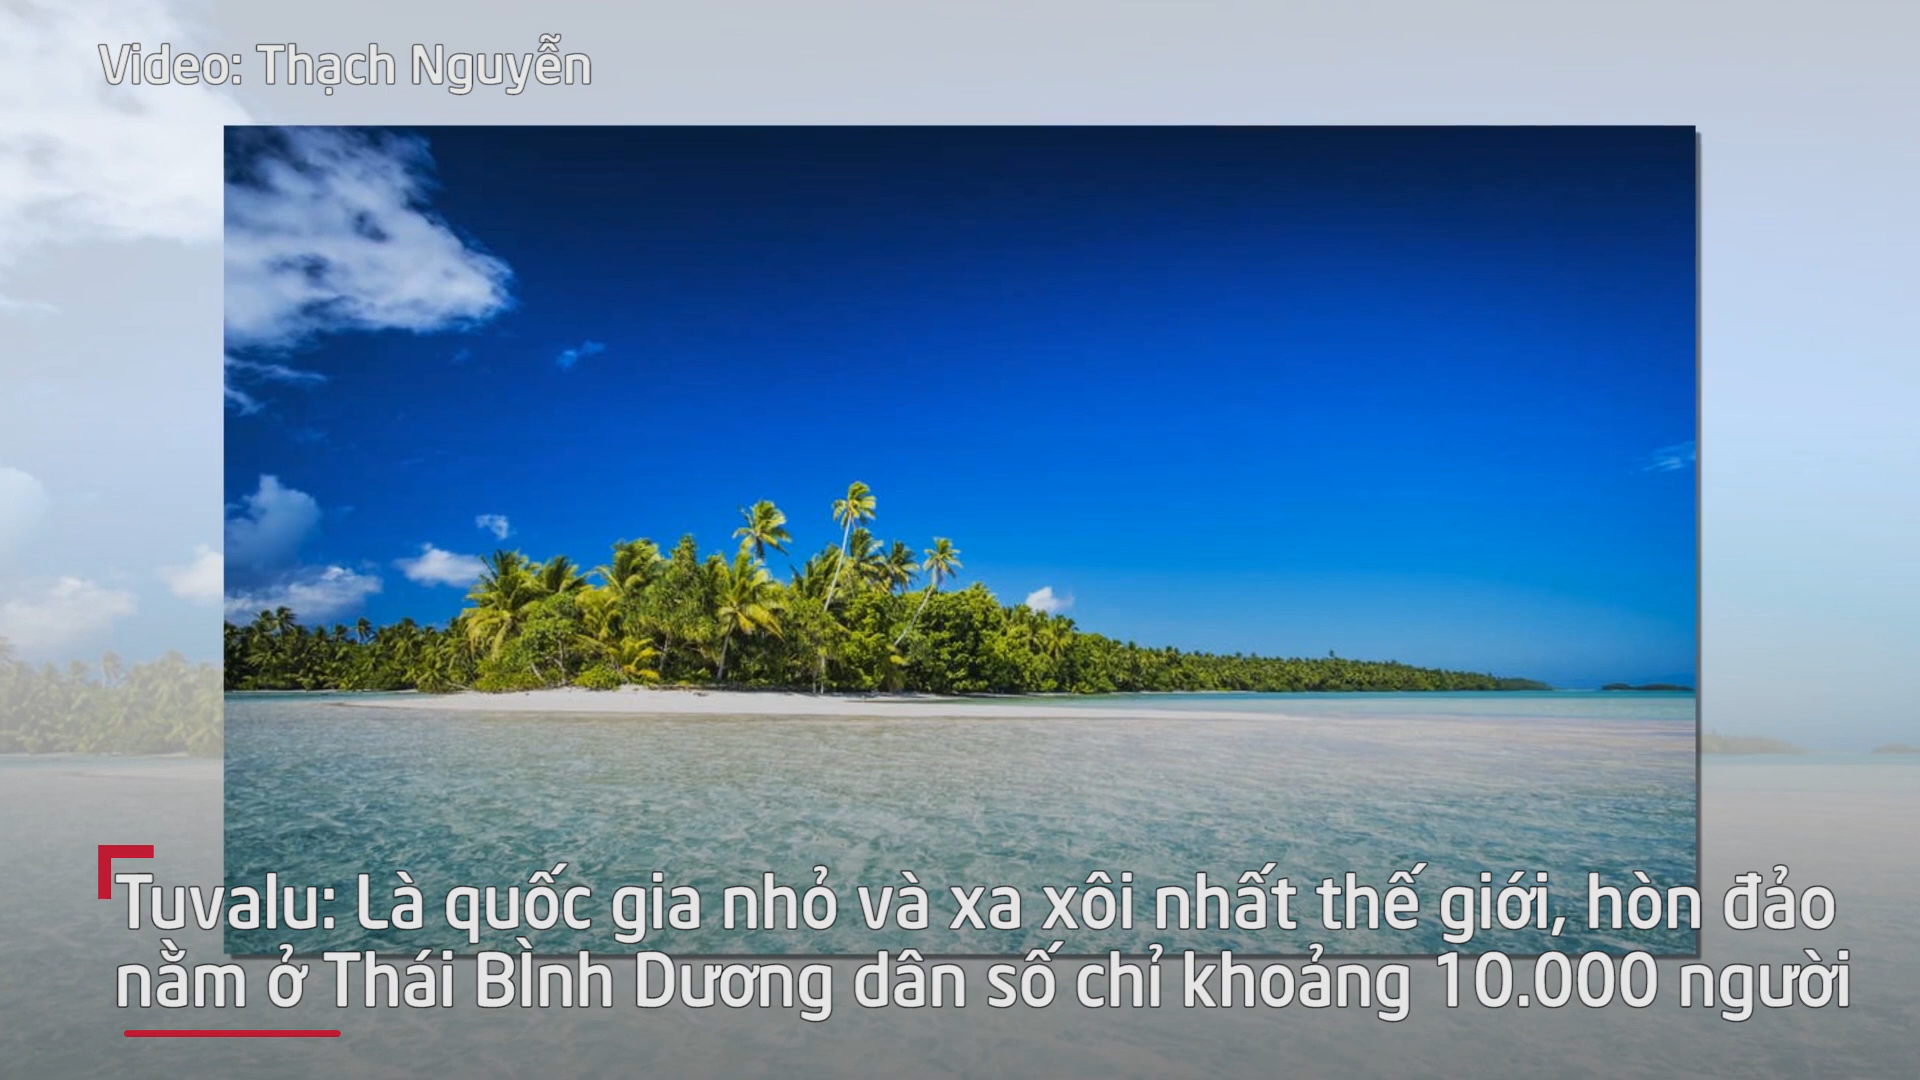 Video: Thạch Nguyễn
Tuvalu: Là quốc gia nhỏ và xa xôi nhất thế giới, hòn đảo
nằm ở Thái BÌnh Dương dân số chỉ khoảng 10.000 người